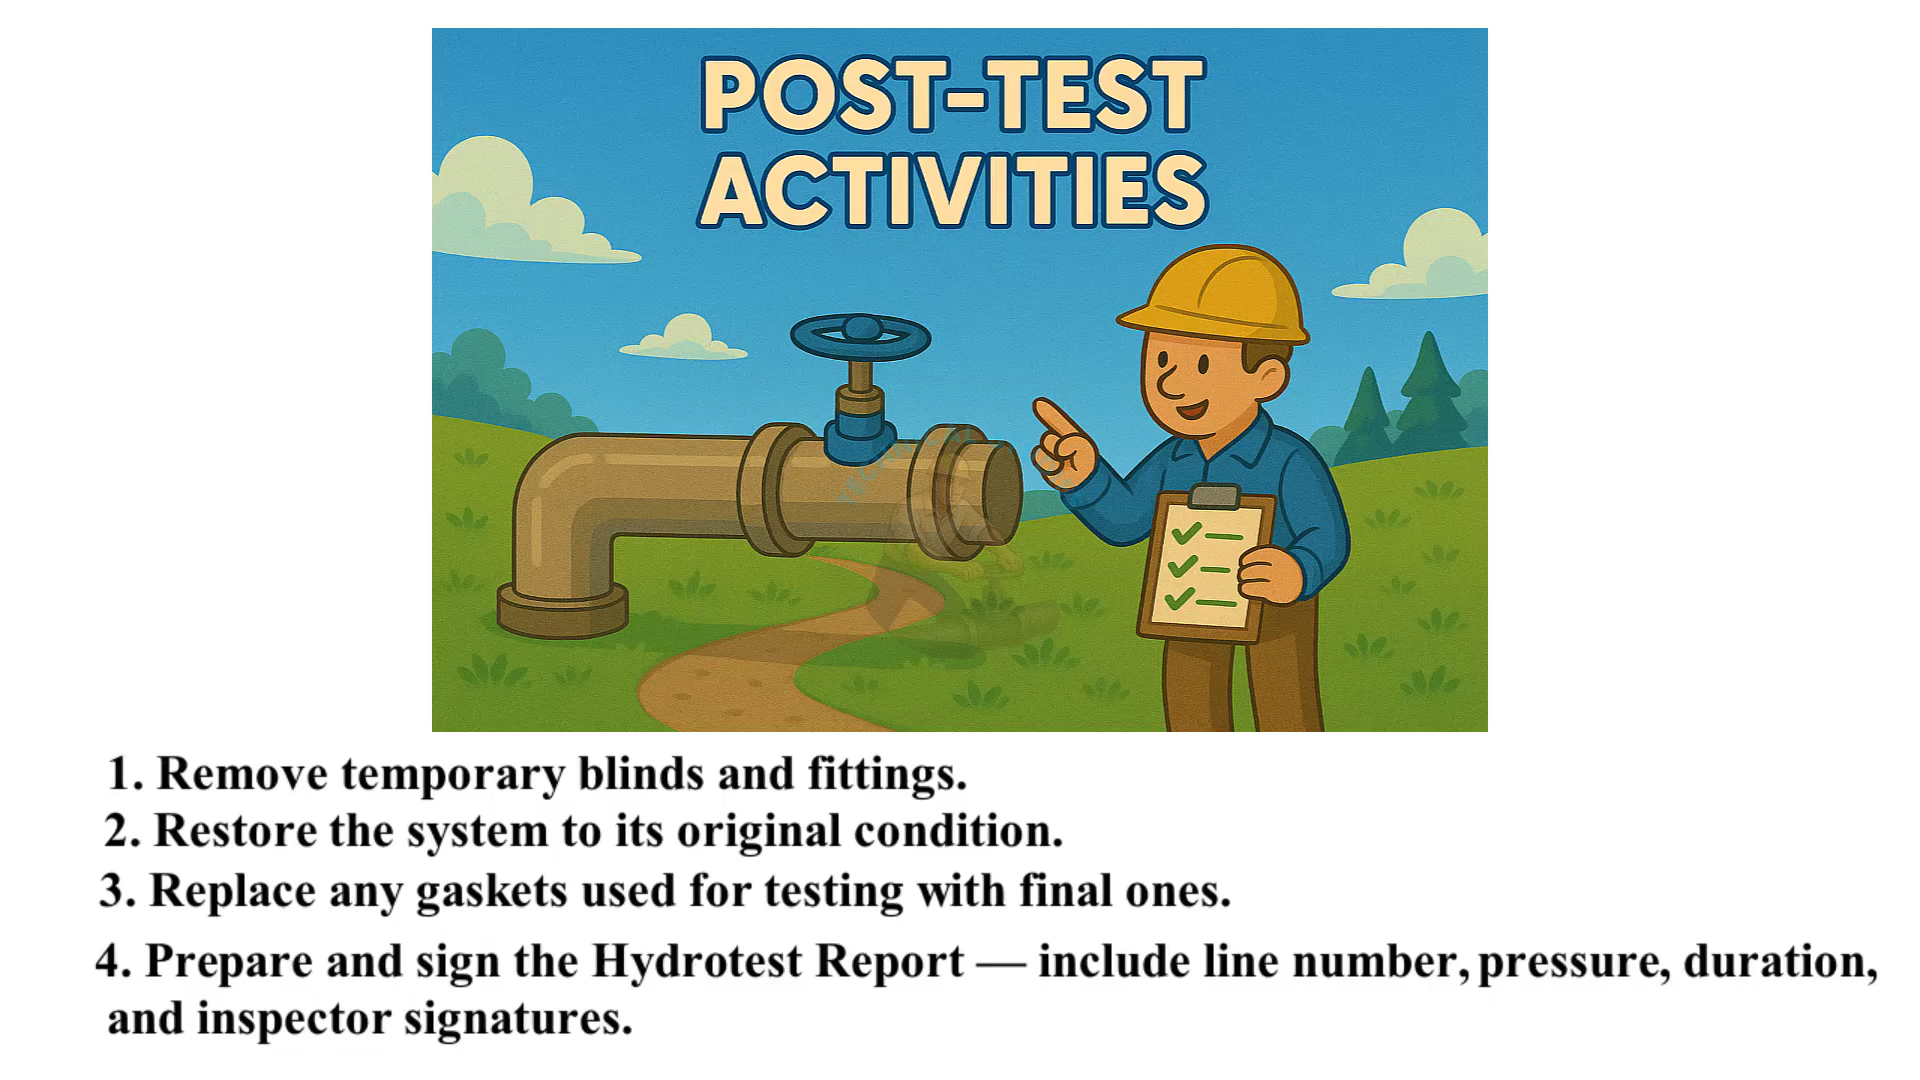 POST-TEST
ACTIVITIES
1. Remove temporary blinds and fittings.
2. Restore the system to its original condition.
3. Replace any gaskets used for testing with final ones.
4. Prepare and sign the Hydrotest Report — include line number, pressure, duration,
and inspector signatures.